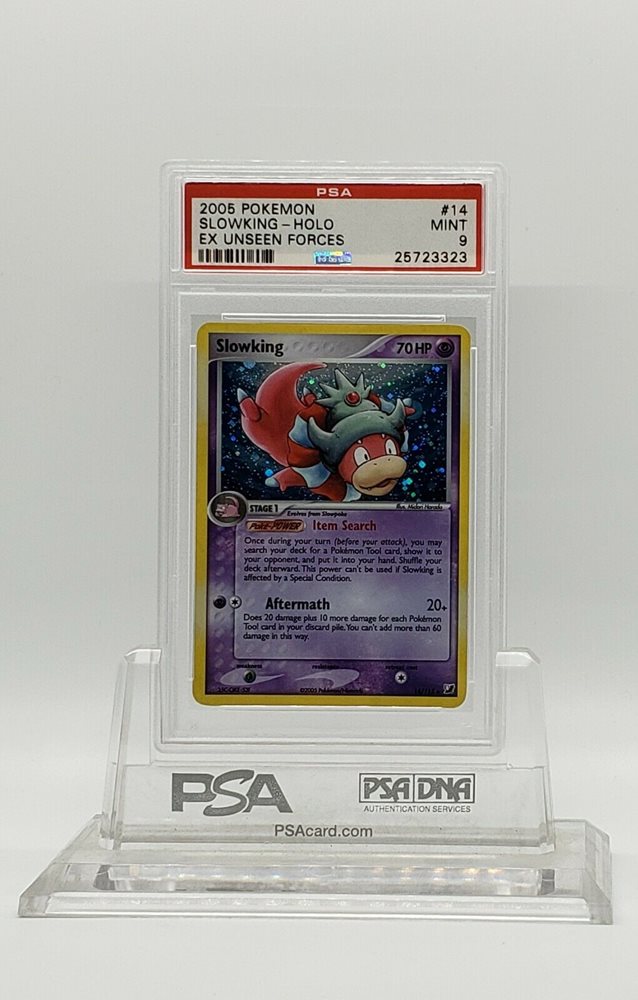 PSA
2005 POKEMON #14
SLOWKING - HOLO MINT
EX UNSEEN FORCES 9
25723323
Slowking 70 HP
Illus. Midori Harada
STAGE 1
Evolves from Slowpoke
Poké-POWER Item Search
Once during your turn (before your attack), you may
search your deck for a Pokémon Tool card, show it to
your opponent, and put it into your hand. Shuffle your
deck afterward. This power can't be used if Slowking is
affected by a Special Condition.
Aftermath 20+
Does 20 damage plus 10 more damage for each Pokémon
Tool card in your discard pile. You can't add more than 60
damage in this way.
weakness resistance retreat cost
©2005 Pokémon/Nintendo
PSA PSA DNA
AUTHENTICATION SERVICES
PSAcard.com